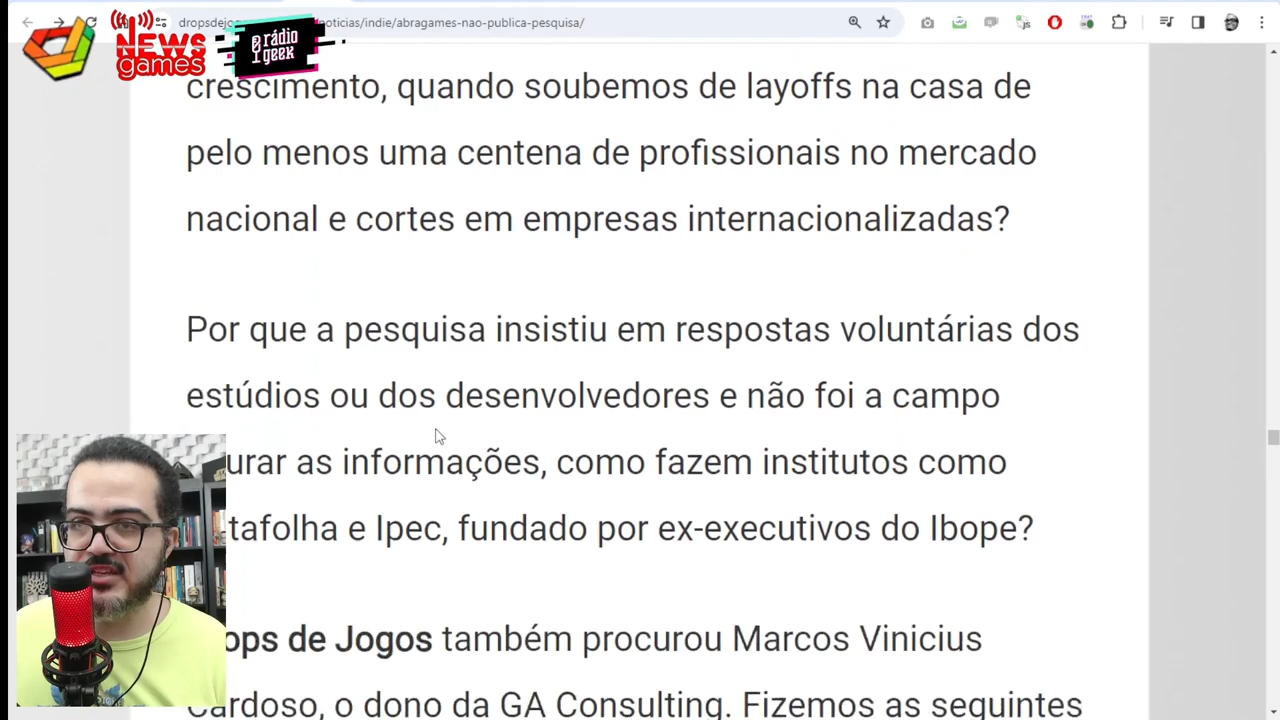 dropsdejo
noticias/indie/abragames-nao-publica-pesquisa/
NEWS
games
rádio
geek
crescimento, quando soubemos de layoffs na casa de
pelo menos uma centena de profissionais no mercado
nacional e cortes em empresas internacionalizadas?
Por que a pesquisa insistiu em respostas voluntárias dos
estúdios ou dos desenvolvedores e não foi a campo
urar as informações, como fazem institutos como
tafolha e Ipec, fundado por ex-executivos do Ibope?
ops de Jogos também procurou Marcos Vinicius
Cardoso, o dono da GA Consulting. Fizemos as seguintes